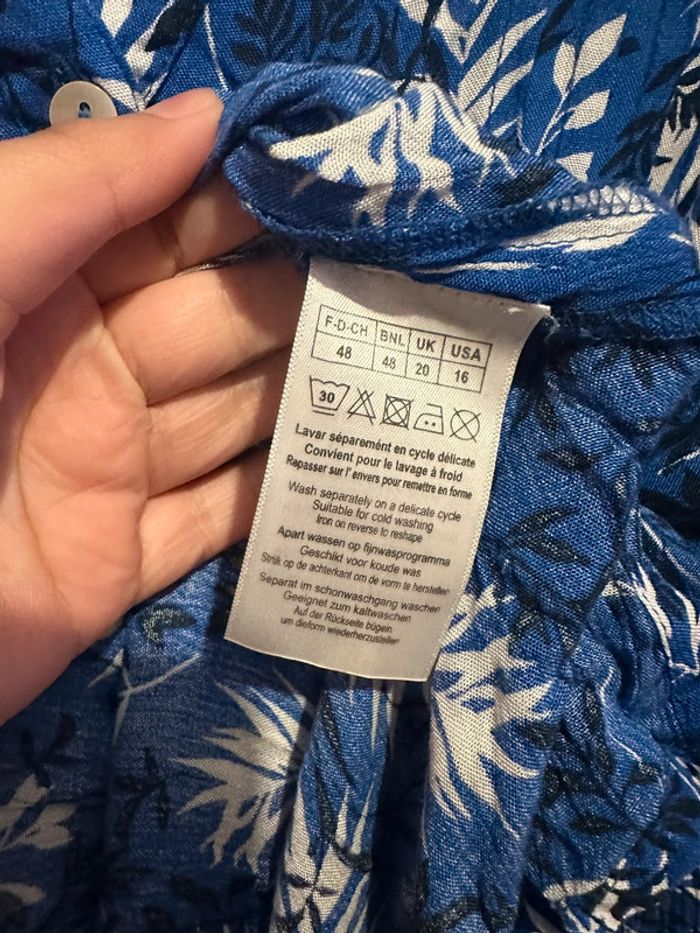 F-D-CH BNL UK USA
48 48 20 16
30
Lavar séparemént en cycle délicate
Convient pour le lavage à froid
Repasser sur l' envers pour remettre en forme
Wash separately on a delicate cycle
Suitable for cold washing
Iron on reverse to reshape
Apart wassen op fijnwasprogramma
Geschikt voor koude was
Strijk op de achterkant om de vorm te herstellen
Separat im schonwaschgang waschen
Geeignet zum kaltwaschen
Auf der Rückseite bügeln
um dieform wiederherzustellen